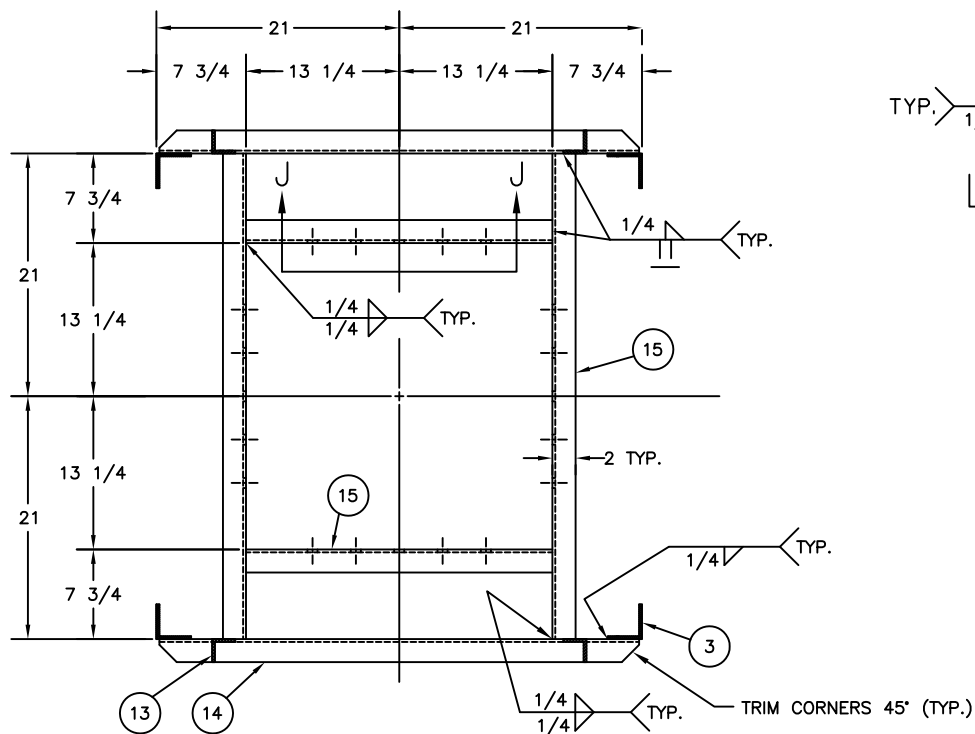 21 21
7 3/4 13 1/4 13 1/4 7 3/4
TYP.
7 3/4
J J
1/4 TYP.
21
13 1/4
1/4
1/4 TYP.
15
13 1/4
2 TYP.
21
15
7 3/4
1/4 TYP.
3
13 14
1/4
1/4 TYP.
TRIM CORNERS 45° (TYP.)